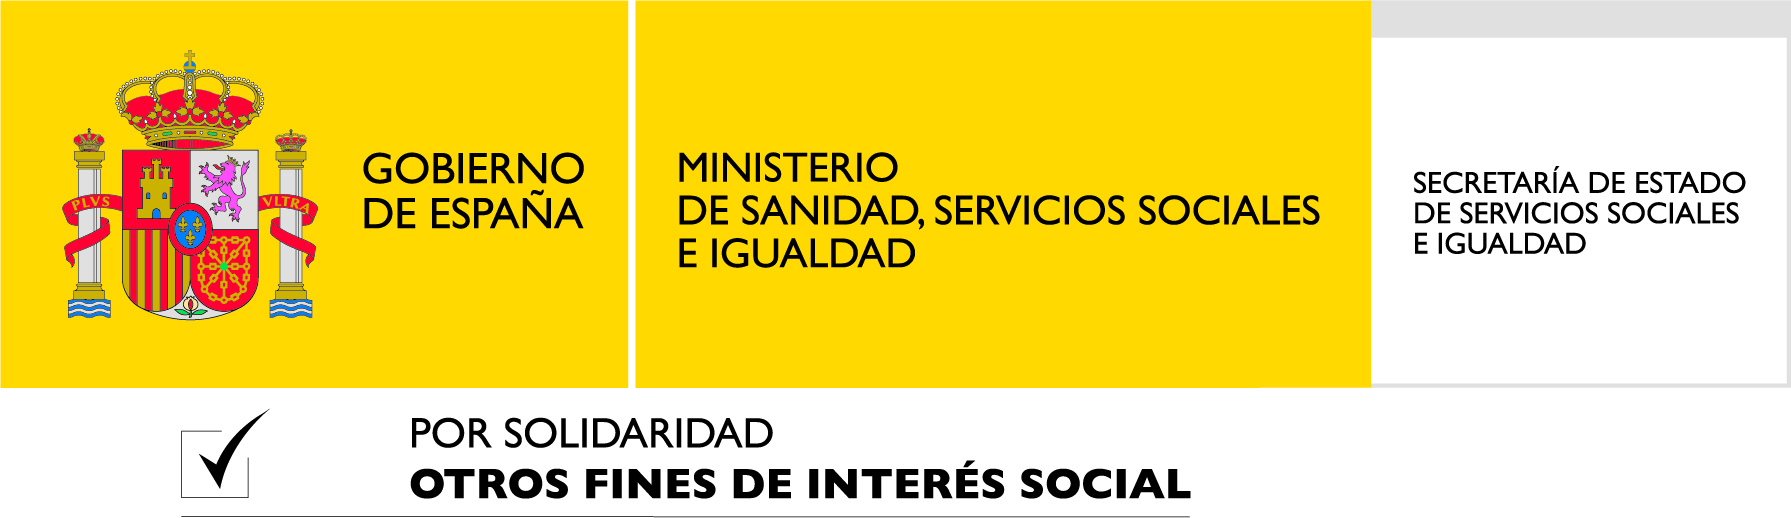 PLVS VLTRA
GOBIERNO
DE ESPAÑA
MINISTERIO
DE SANIDAD, SERVICIOS SOCIALES
E IGUALDAD
SECRETARÍA DE ESTADO
DE SERVICIOS SOCIALES
E IGUALDAD
POR SOLIDARIDAD
OTROS FINES DE INTERÉS SOCIAL